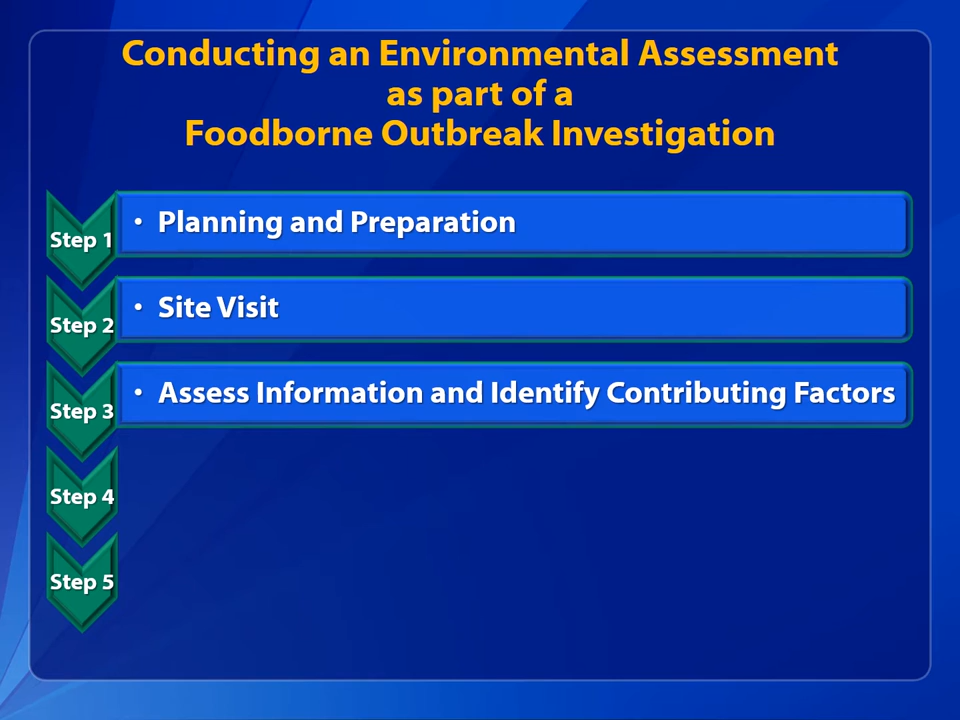 Conducting an Environmental Assessment
as part of a
Foodborne Outbreak Investigation
Step 1
• Planning and Preparation
Step 2
• Site Visit
Step 3
• Assess Information and Identify Contributing Factors
Step 4
Step 5